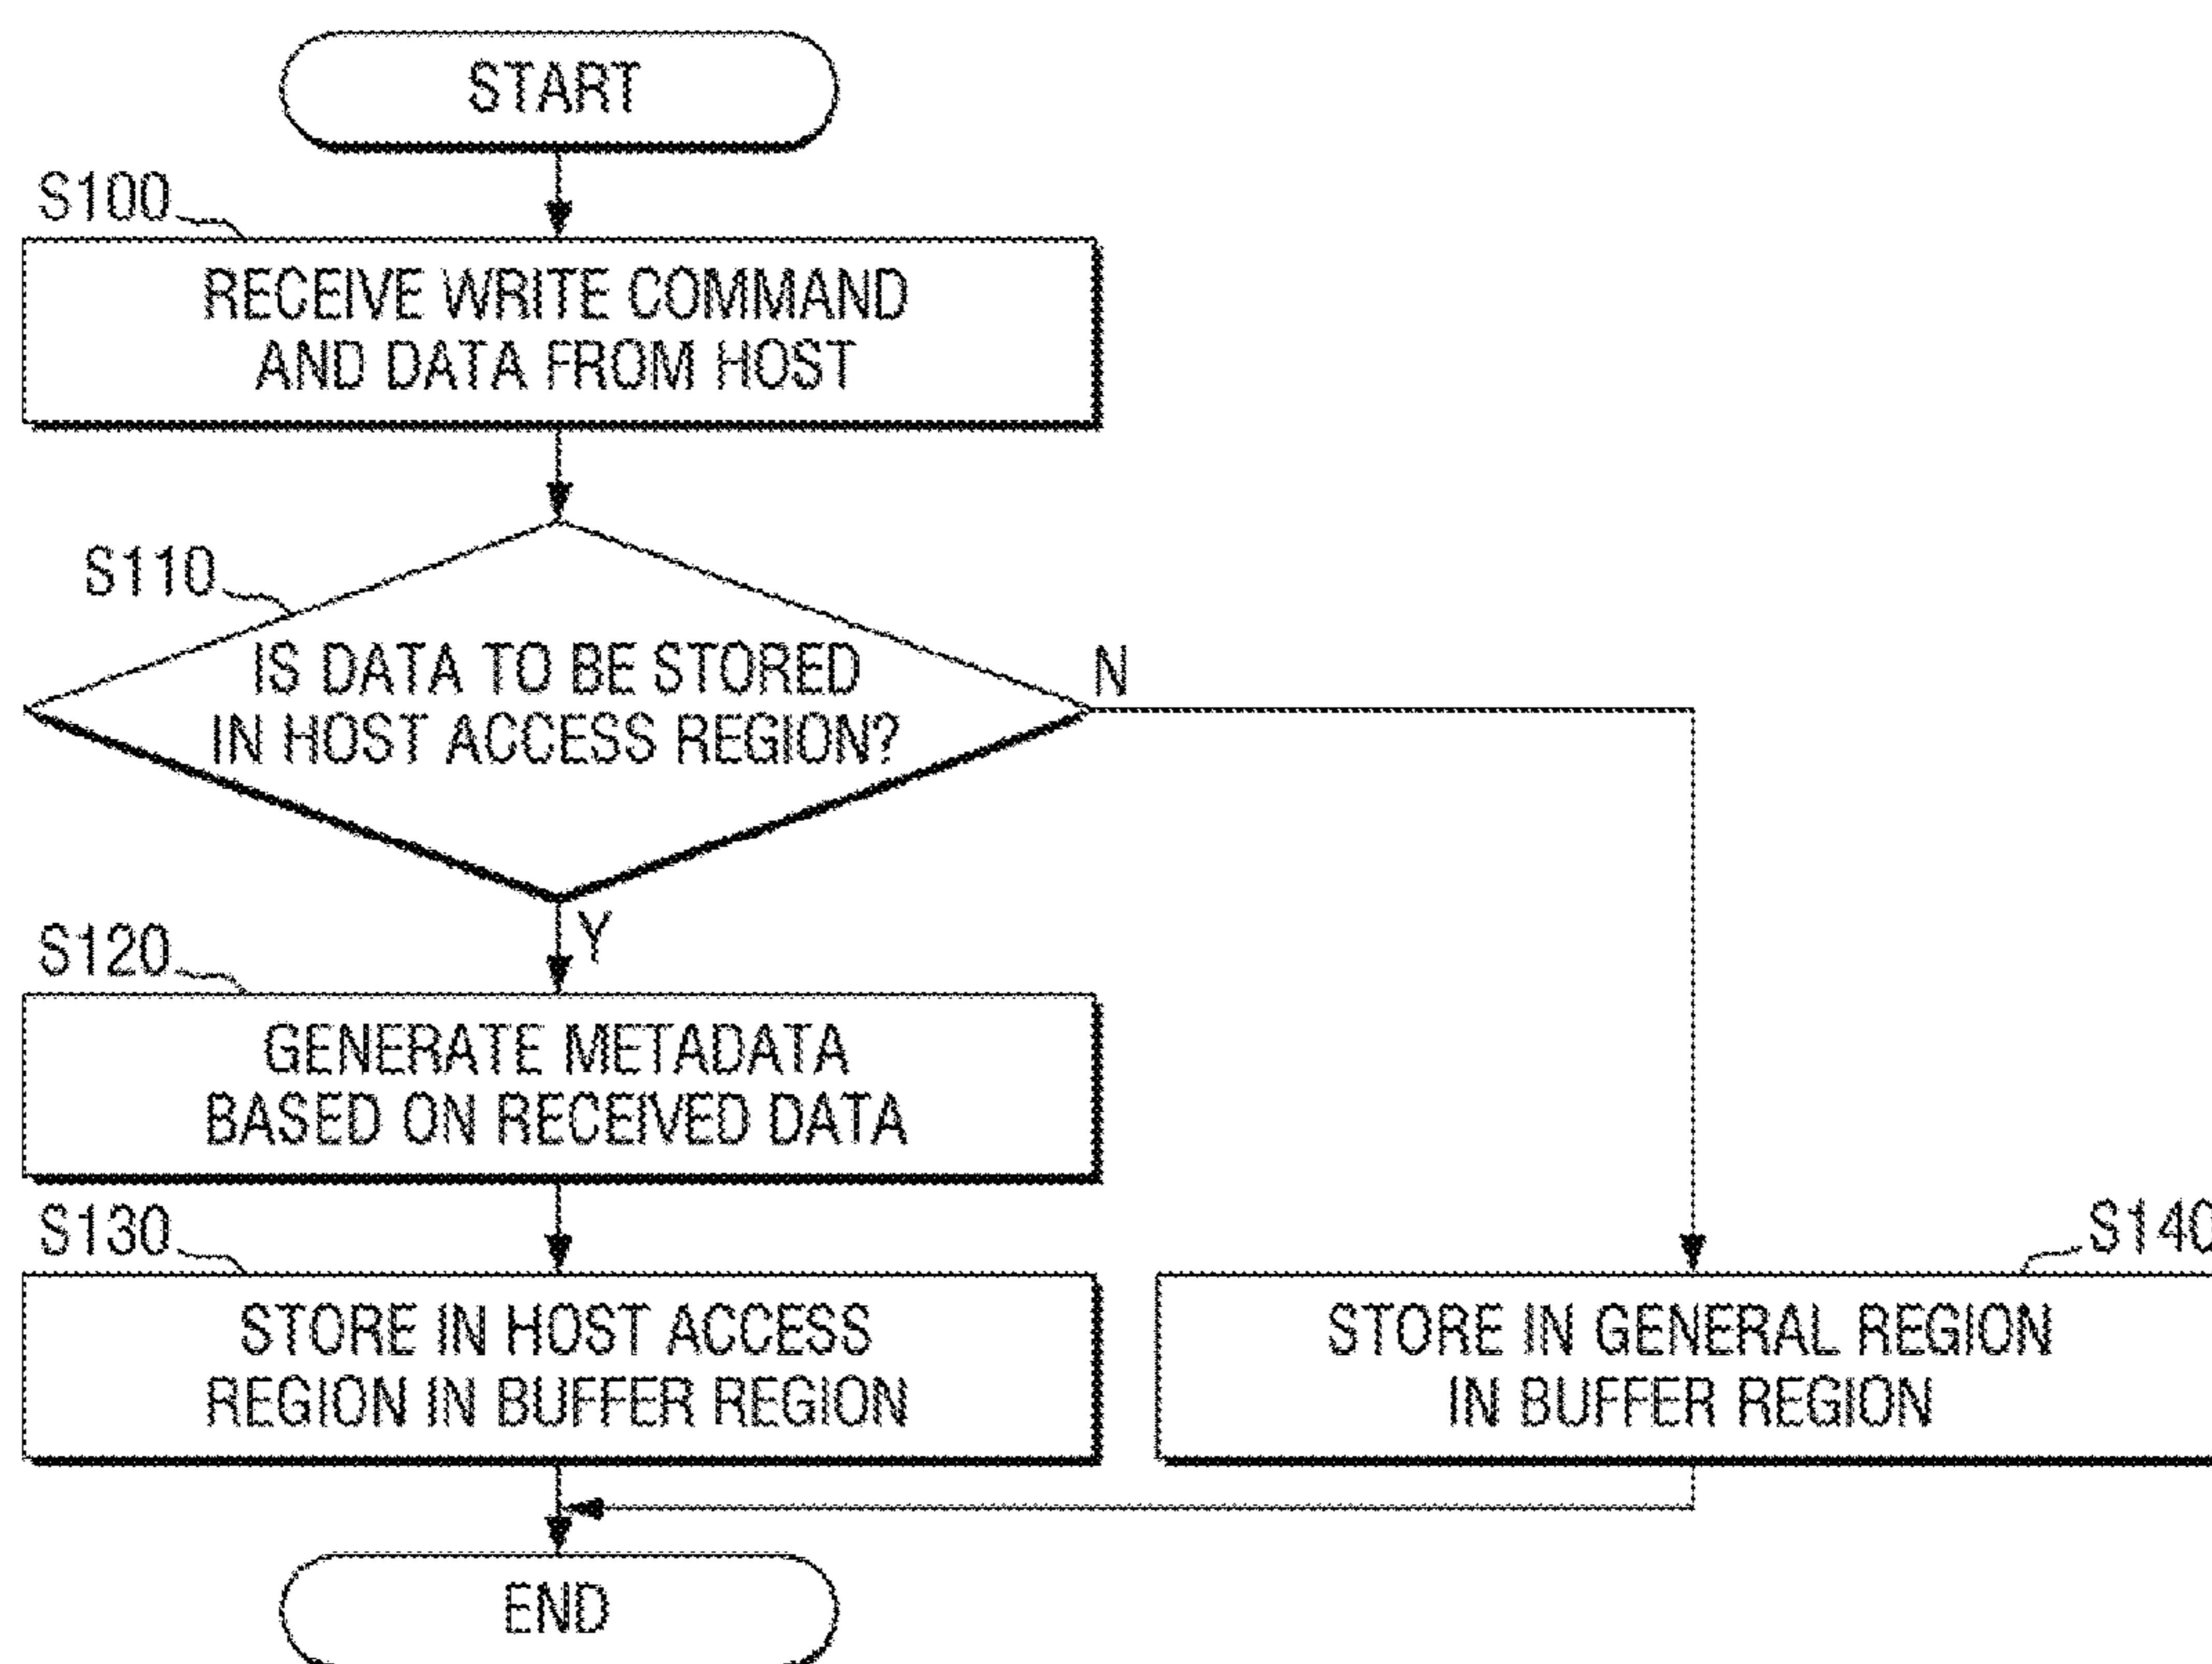 START
S100
RECEIVE WRITE COMMAND
AND DATA FROM HOST
S110
IS DATA TO BE STORED
IN HOST ACCESS REGION?
N
Y
S120
GENERATE METADATA
BASED ON RECEIVED DATA
S130
STORE IN HOST ACCESS
REGION IN BUFFER REGION
S140
STORE IN GENERAL REGION
IN BUFFER REGION
END